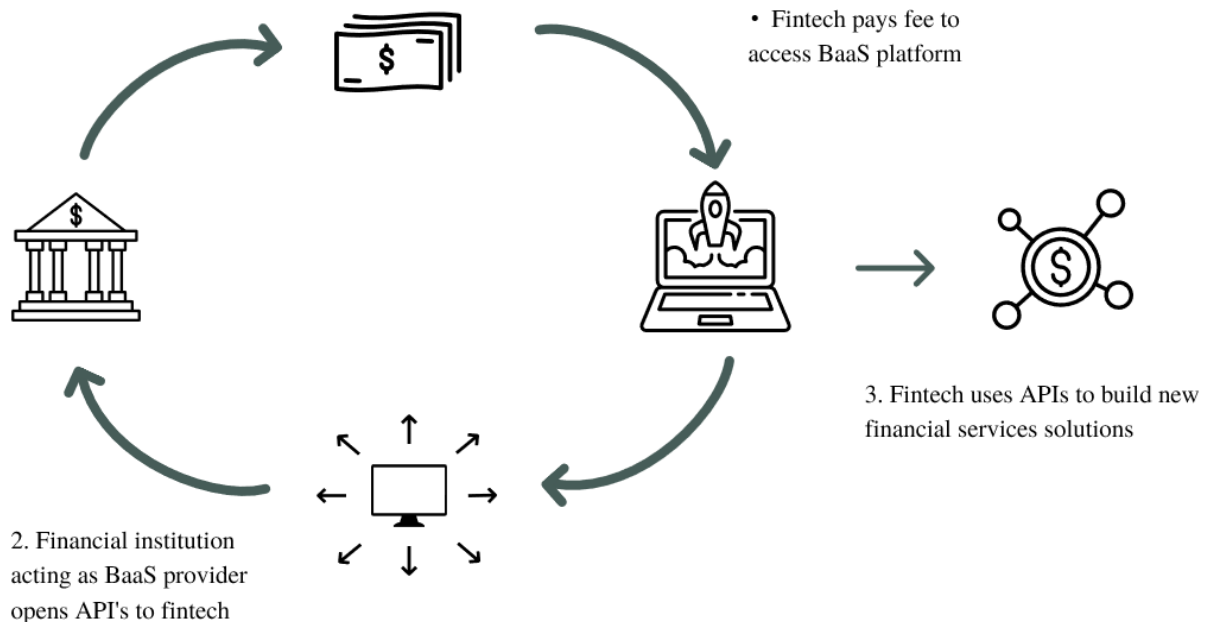 • Fintech pays fee to
access BaaS platform
$
$
$
3. Fintech uses APIs to build new
financial services solutions
2. Financial institution
acting as BaaS provider
opens API's to fintech